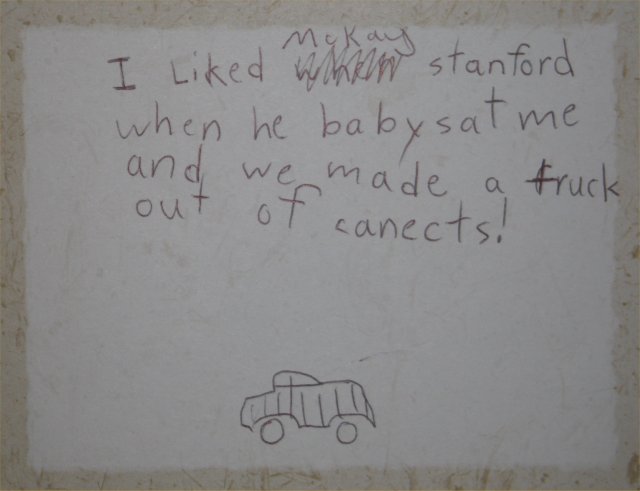 I Liked McKay stanford
when he babysat me
and we made a truck
out of canects!